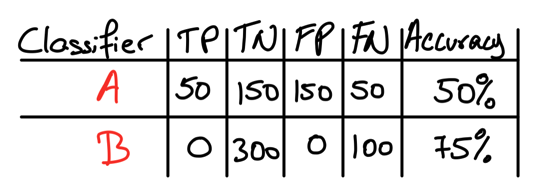 Classifier TP TN FP FN Accuracy
A 50 150 150 50 50%
B 0 300 0 100 75%